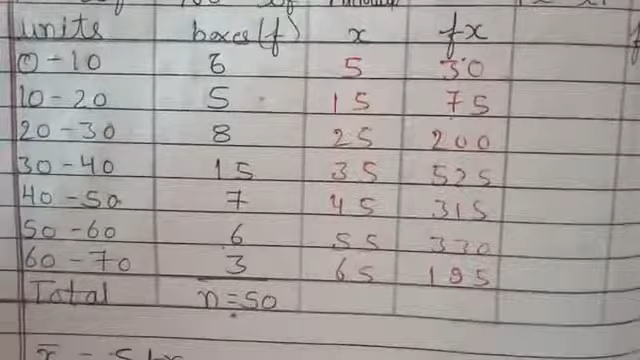 units boxes (f) x fx
0-10 6 5 30
10-20 5 15 75
20-30 8 25 200
30-40 15 35 525
40-50 7 45 315
50-60 6 55 330
60-70 3 65 195
Total n=50